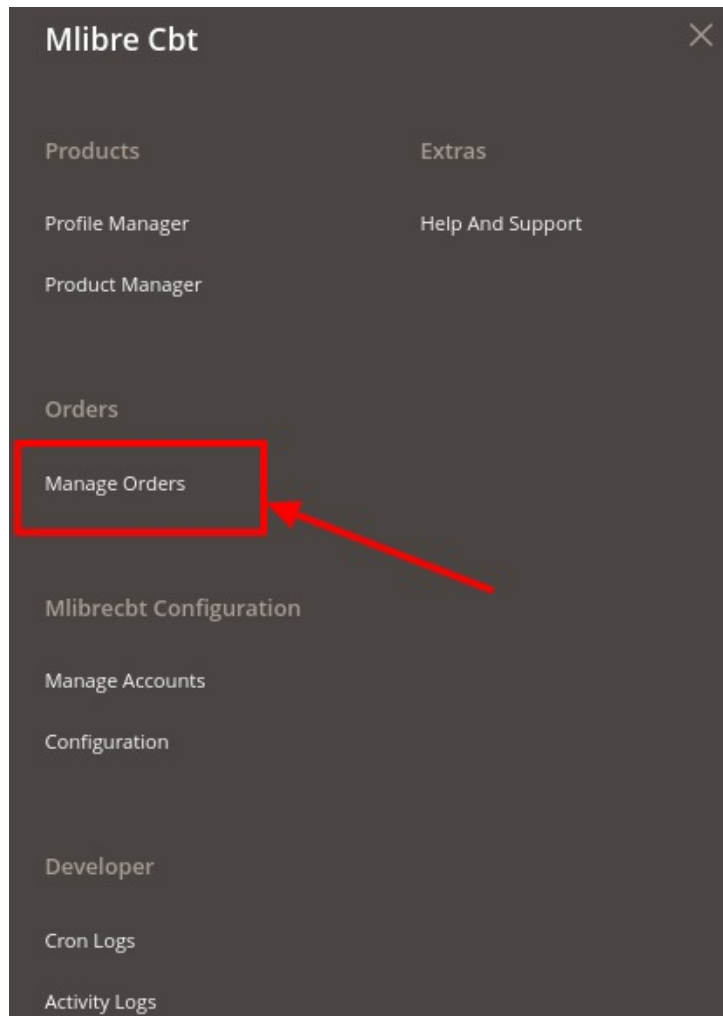 Mlibre Cbt
Products
Profile Manager
Product Manager
Extras
Help And Support
Orders
Manage Orders
Mlibrecbt Configuration
Manage Accounts
Configuration
Developer
Cron Logs
Activity Logs